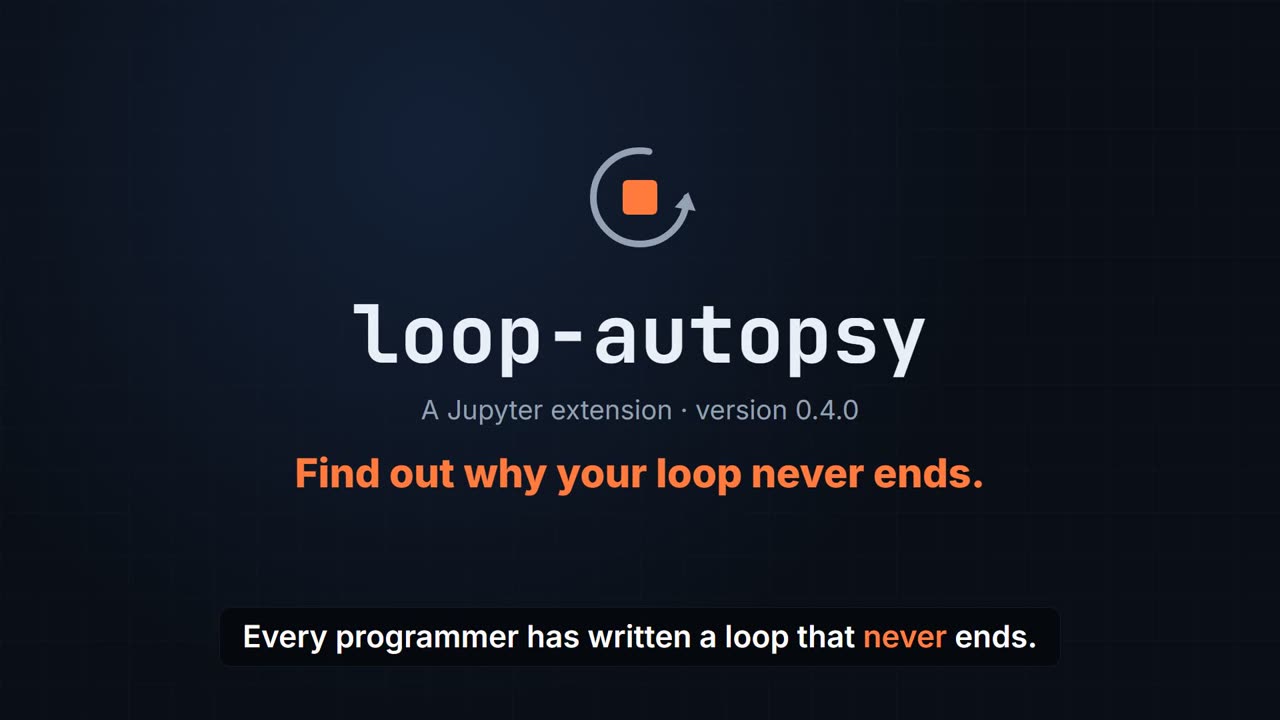 loop-autopsy
A Jupyter extension · version 0.4.0
Find out why your loop never ends.
Every programmer has written a loop that never ends.